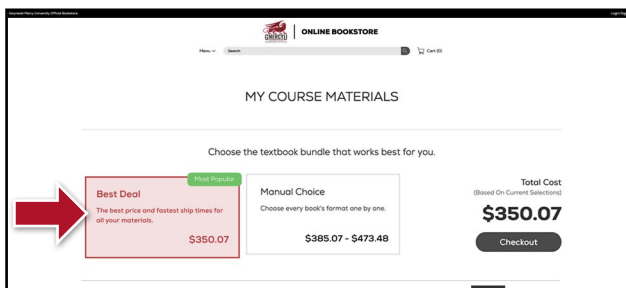 Gwynedd Mercy University Official Bookstore
GMERCYU
ONLINE BOOKSTORE
Menu
Search
Cart (0)
MY COURSE MATERIALS
Choose the textbook bundle that works best for you.
Most Popular
Best Deal
The best price and fastest ship times for
all your materials.
$350.07
Manual Choice
Choose every book's format one by one.
$385.07 - $473.48
Total Cost
(Based On Current Selections)
$350.07
Checkout